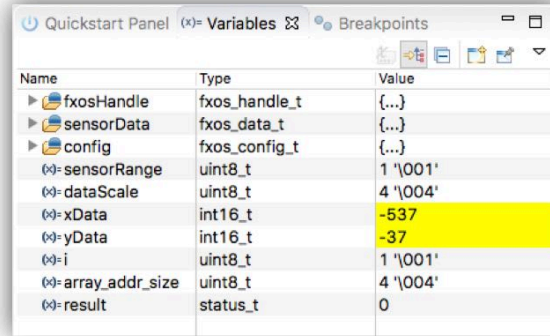 Quickstart Panel (x)= Variables Breakpoints
Name Type Value
fxosHandle fxos_handle_t {...}
sensorData fxos_data_t {...}
config fxos_config_t {...}
(x)= sensorRange uint8_t 1 '\001'
(x)= dataScale uint8_t 4 '\004'
(x)= xData int16_t -537
(x)= yData int16_t -37
(x)= i uint8_t 1 '\001'
(x)= array_addr_size uint8_t 4 '\004'
(x)= result status_t 0